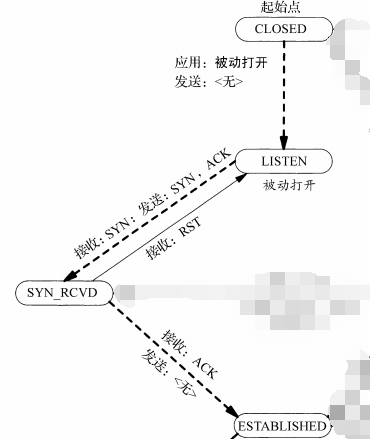 起始点
CLOSED
应用：被动打开
发送：<无>
LISTEN
被动打开
接收：SYN；发送：SYN，ACK
接收：RST
SYN_RCVD
接收：ACK
发送：<无>
ESTABLISHED